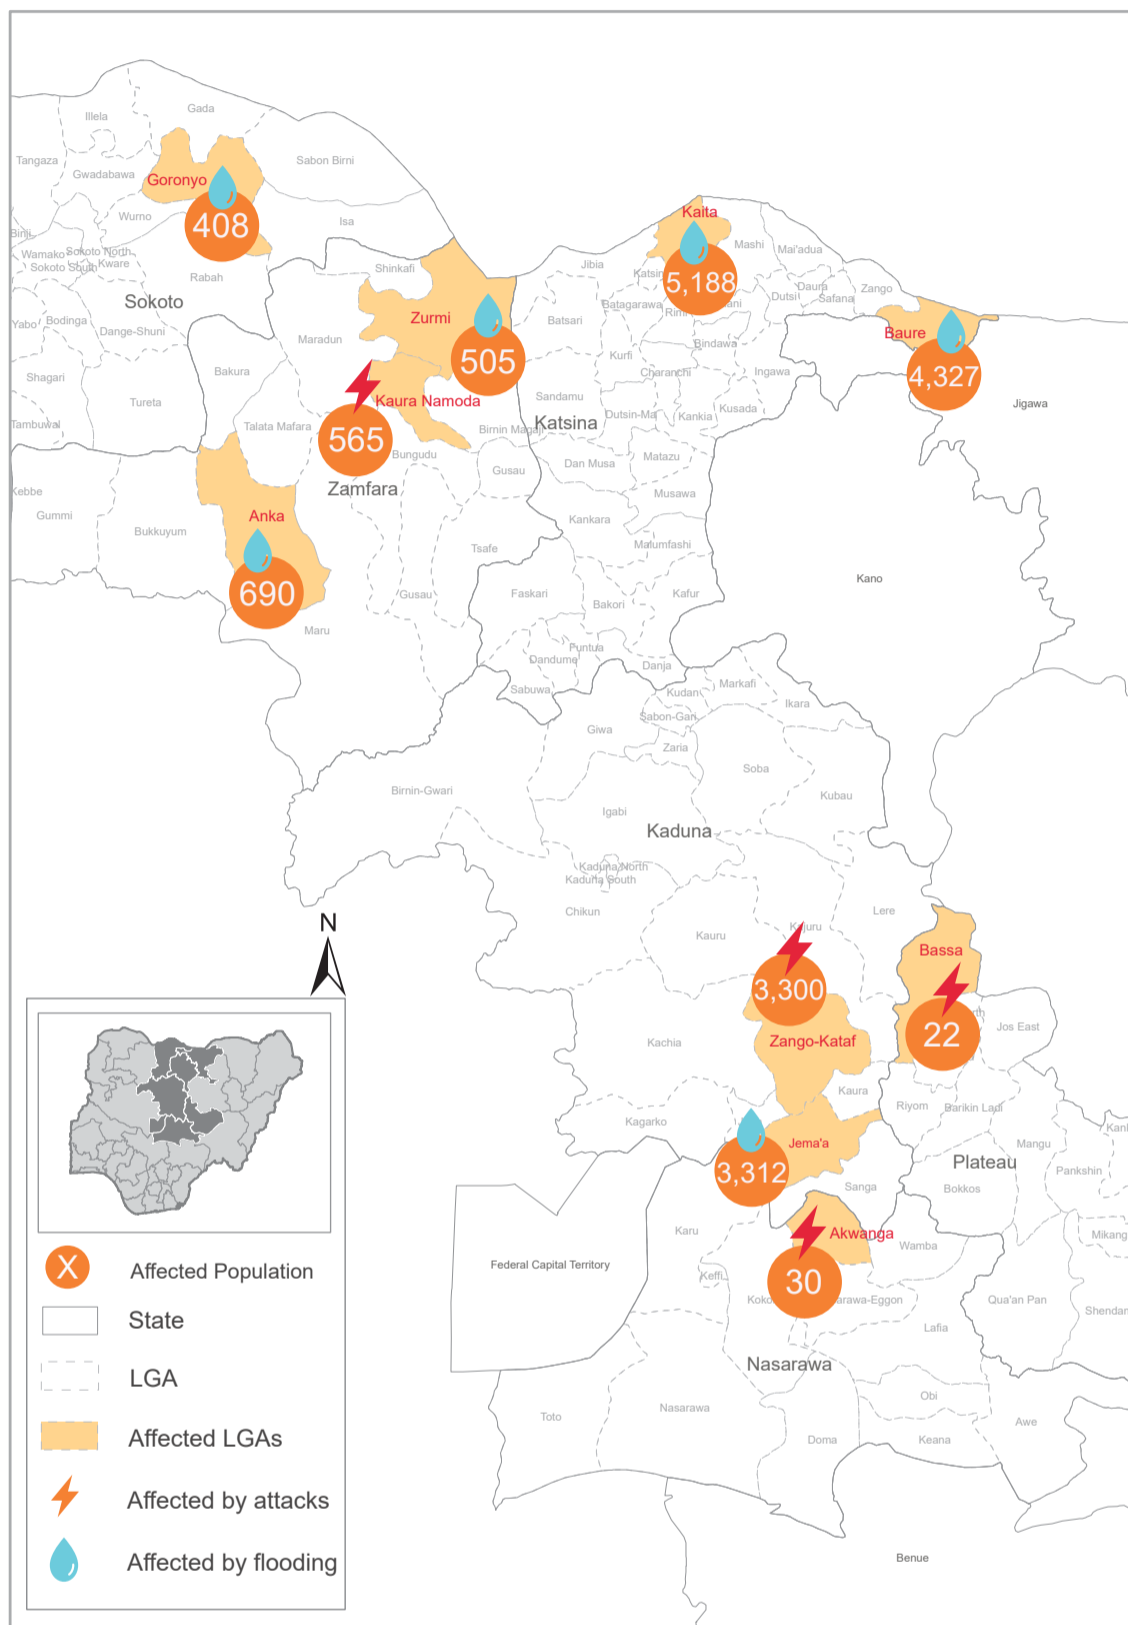 Gada
Illela
Tangaza
Gwadabawa
Goronyo
Sabon Birni
Wurno
Isa
408
Binji
Wamako
Sokoto North
Sokoto South
Kware
Rabah
Shinkafi
Sokoto
Yabo
Bodinga
Dange-Shuni
Shagari
Tureta
Tambuwal
Kebbe
Gummi
Bukkuyum
Zurmi
505
Maradun
Bakura
Kaura Namoda
565
Talata Mafara
Birnin Magaji
Bungudu
Gusau
Zamfara
Anka
690
Tsafe
Gusau
Maru
Kaita
5,188
Mashi
Mai'adua
Jibia
Batagarawa
Dutsi
Daura
Safana
Zango
Batsari
Bindawa
Baure
4,327
Kurfi
Charanchi
Ingawa
Sandamu
Dutsin-Ma
Kankia
Kusada
Katsina
Jigawa
Dan Musa
Matazu
Musawa
Kankara
Malumfashi
Kano
Faskari
Bakori
Kafur
Funtua
Dandume
Danja
Sabuwa
Kudan
Markafi
Ikara
Sabon-Gari
Giwa
Zaria
Soba
Birnin-Gwari
Igabi
Kubau
Kaduna
Kaduna North
Kaduna South
Chikun
Kauru
Lere
3,300
Bassa
22
Jos East
Zango-Kataf
Kachia
Kaura
Riyom
Barikin Ladi
Kagarko
Jema'a
3,312
Mangu
Plateau
Pankshin
Sanga
Bokkos
Karu
Akwanga
Wamba
Mikang
Federal Capital Territory
Keffi
30
Qua'an Pan
Lafia
Nasarawa
Toto
Nasarawa
Obi
Awe
Doma
Keana
Benue
N
X
Affected Population
State
LGA
Affected LGAs
Affected by attacks
Affected by flooding